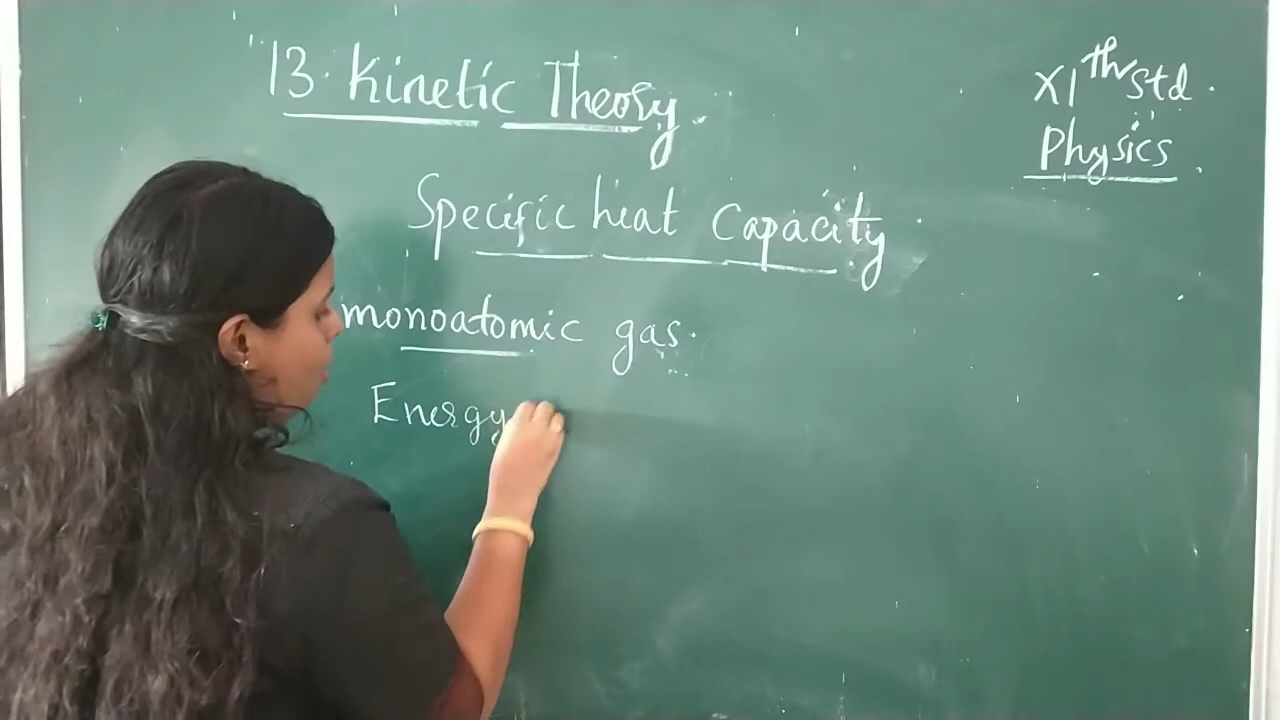 13. Kinetic Theory.
XIth Std.
Physics
Specific heat capacity
monoatomic gas.
Energy